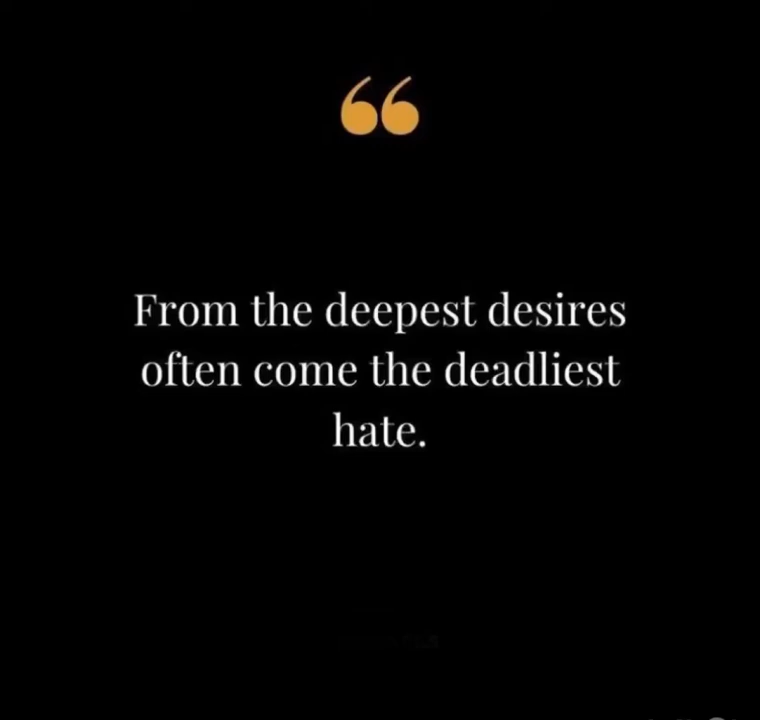 “
From the deepest desires
often come the deadliest
hate.